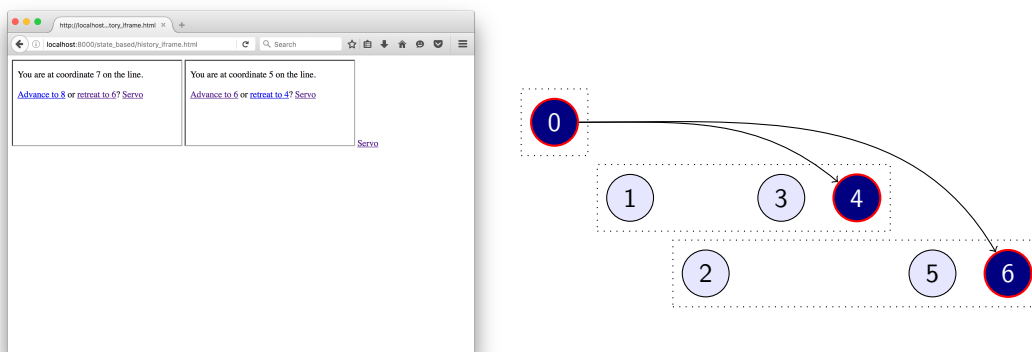 http://localhost...tory_iframe.html × +
localhost:8000/state_based/history_iframe.html
Search
You are at coordinate 7 on the line.
Advance to 8 or retreat to 6? Servo
You are at coordinate 5 on the line.
Advance to 6 or retreat to 4? Servo
Servo
0
1 3 4
2 5 6